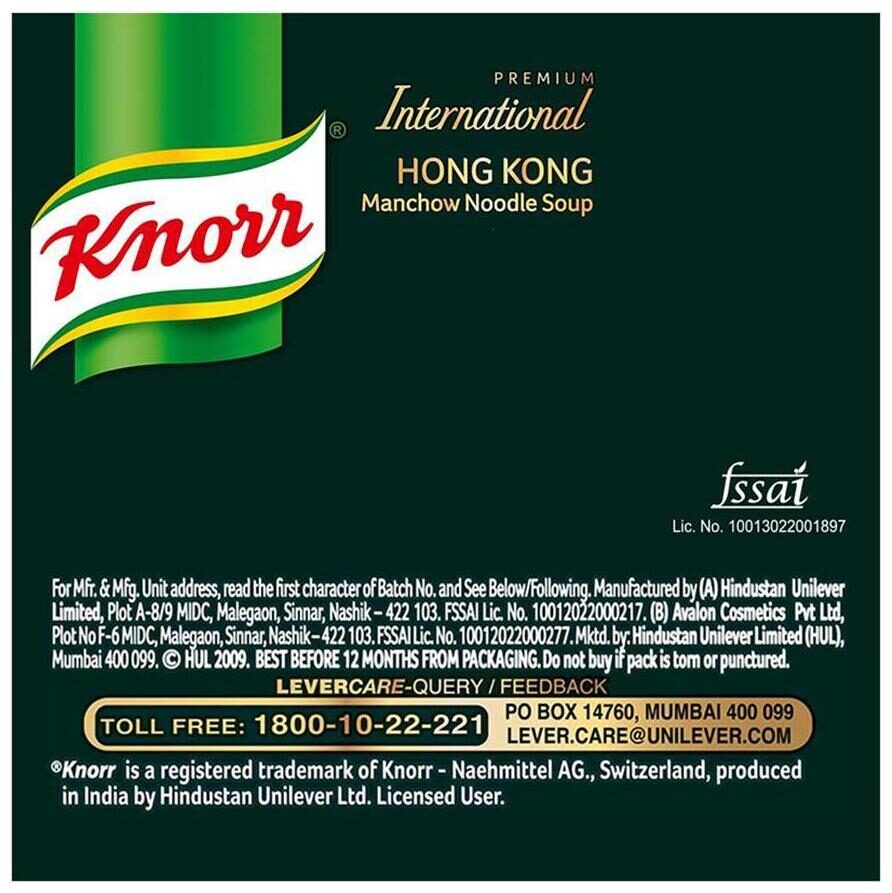 PREMIUM
International
HONG KONG
Manchow Noodle Soup
Knorr®
fssai
Lic. No. 10013022001897
For Mfr. & Mfg. Unit address, read the first character of Batch No. and See Below/Following. Manufactured by (A) Hindustan Unilever
Limited, Plot A-8/9 MIDC, Malegaon, Sinnar, Nashik – 422 103. FSSAI Lic. No. 10012022000217. (B) Avalon Cosmetics Pvt Ltd,
Plot No F-6 MIDC, Malegaon, Sinnar, Nashik – 422 103. FSSAI Lic. No. 10012022000277. Mktd. by: Hindustan Unilever Limited (HUL),
Mumbai 400 099. © HUL 2009. BEST BEFORE 12 MONTHS FROM PACKAGING. Do not buy if pack is torn or punctured.
LEVERCARE-QUERY / FEEDBACK
TOLL FREE: 1800-10-22-221
PO BOX 14760, MUMBAI 400 099
LEVER.CARE@UNILEVER.COM
®Knorr is a registered trademark of Knorr - Naehmittel AG., Switzerland, produced
in India by Hindustan Unilever Ltd. Licensed User.